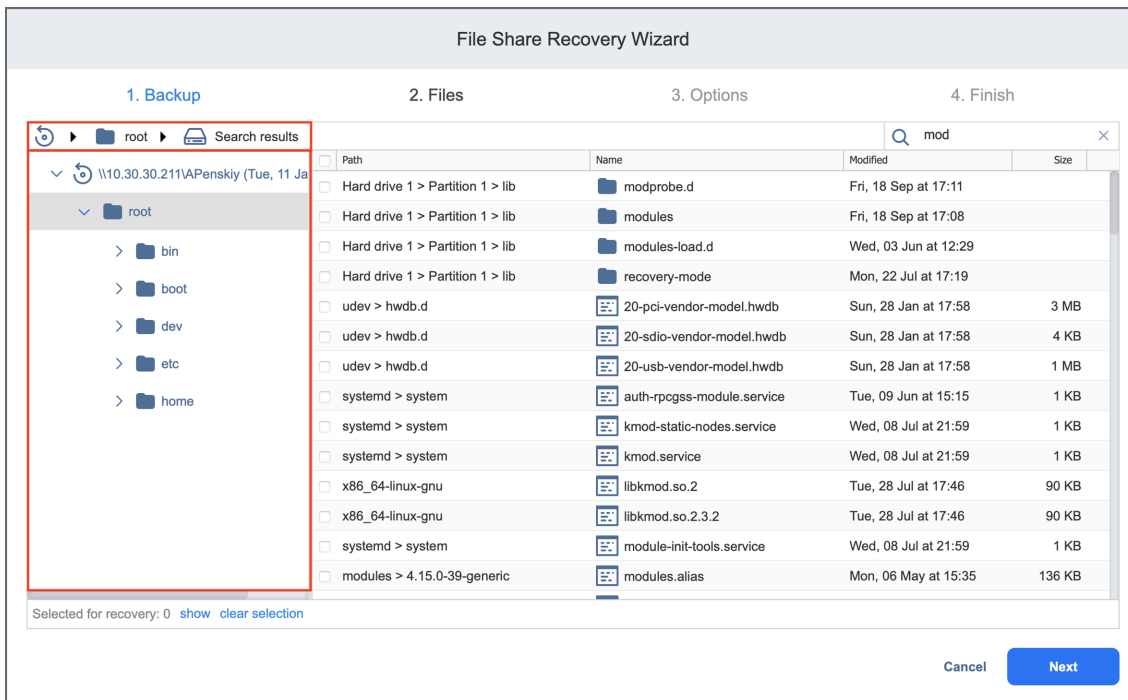 File Share Recovery Wizard
1. Backup 2. Files 3. Options 4. Finish
root Search results mod
\\10.30.30.211\APenskiy (Tue, 11 Ja
root
bin
boot
dev
etc
home
Path Name Modified Size
Hard drive 1 > Partition 1 > lib modprobe.d Fri, 18 Sep at 17:11
Hard drive 1 > Partition 1 > lib modules Fri, 18 Sep at 17:08
Hard drive 1 > Partition 1 > lib modules-load.d Wed, 03 Jun at 12:29
Hard drive 1 > Partition 1 > lib recovery-mode Mon, 22 Jul at 17:19
udev > hwdb.d 20-pci-vendor-model.hwdb Sun, 28 Jan at 17:58 3 MB
udev > hwdb.d 20-sdio-vendor-model.hwdb Sun, 28 Jan at 17:58 4 KB
udev > hwdb.d 20-usb-vendor-model.hwdb Sun, 28 Jan at 17:58 1 MB
systemd > system auth-rpcgss-module.service Tue, 09 Jun at 15:15 1 KB
systemd > system kmod-static-nodes.service Wed, 08 Jul at 21:59 1 KB
systemd > system kmod.service Wed, 08 Jul at 21:59 1 KB
x86_64-linux-gnu libkmod.so.2 Tue, 28 Jul at 17:46 90 KB
x86_64-linux-gnu libkmod.so.2.3.2 Tue, 28 Jul at 17:46 90 KB
systemd > system module-init-tools.service Wed, 08 Jul at 21:59 1 KB
modules > 4.15.0-39-generic modules.alias Mon, 06 May at 15:35 136 KB
Selected for recovery: 0 show clear selection
Cancel Next